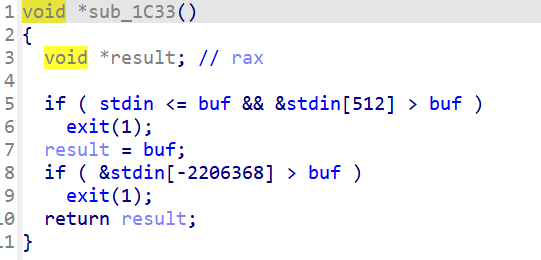 1 void *sub_1C33()
2 {
3   void *result; // rax
4
5   if ( stdin <= buf && &stdin[512] > buf )
6     exit(1);
7   result = buf;
8   if ( &stdin[-2206368] > buf )
9     exit(1);
10   return result;
11 }